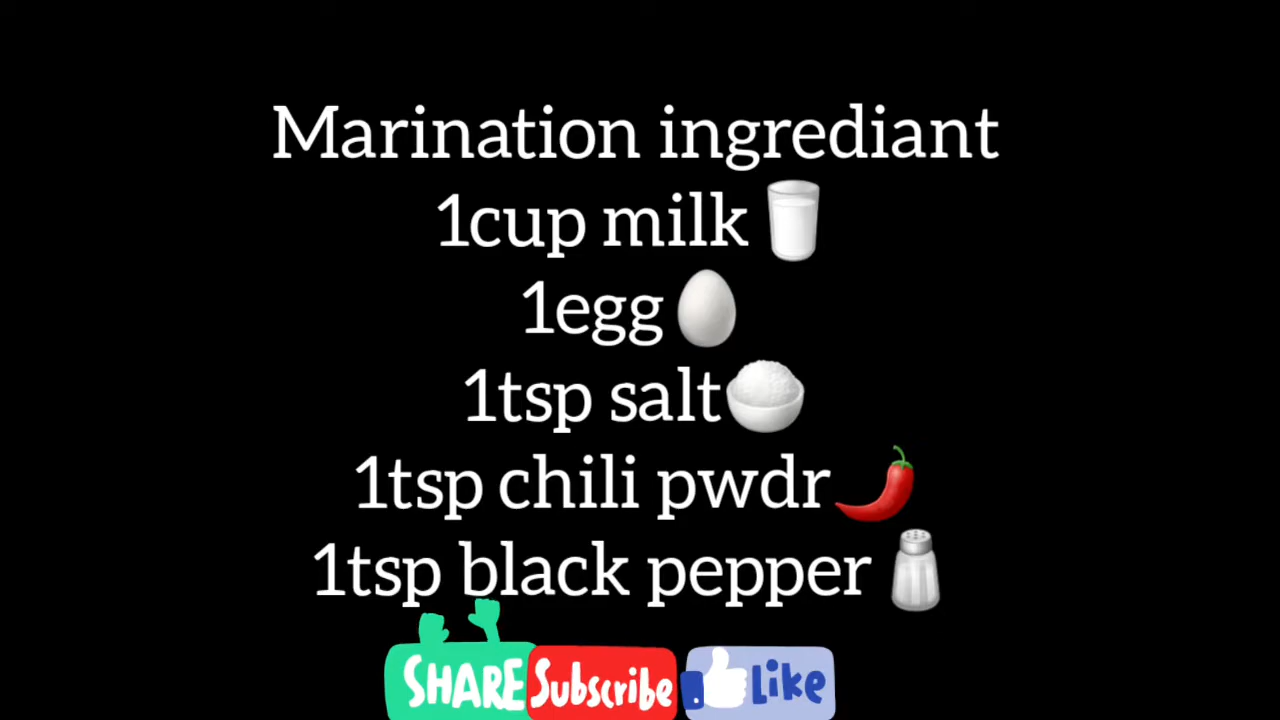 Marination ingrediant
1cup milk🥛
1egg🥚
1tsp salt🍚
1tsp chili pwdr🌶️
1tsp black pepper🧂
SHARE Subscribe Like